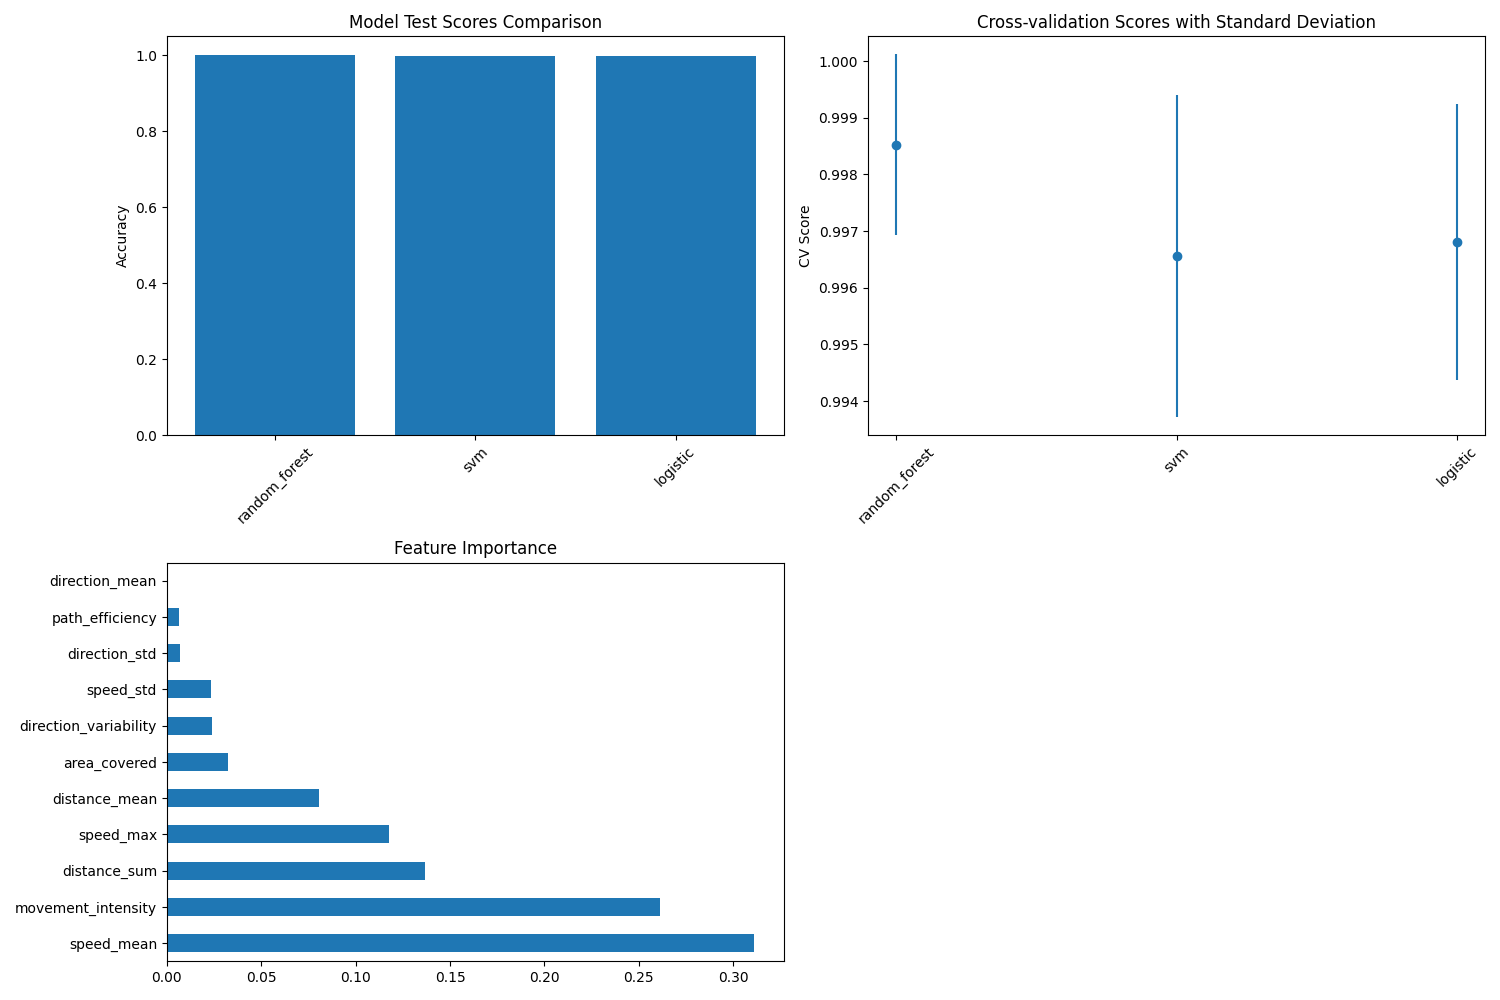 Model Test Scores Comparison
1.0
0.8
0.6
0.4
0.2
0.0
Accuracy
random_forest
svm
logistic
Cross-validation Scores with Standard Deviation
1.000
0.999
0.998
0.997
0.996
0.995
0.994
CV Score
random_forest
svm
logistic
Feature Importance
direction_mean
path_efficiency
direction_std
speed_std
direction_variability
area_covered
distance_mean
speed_max
distance_sum
movement_intensity
speed_mean
0.00 0.05 0.10 0.15 0.20 0.25 0.30